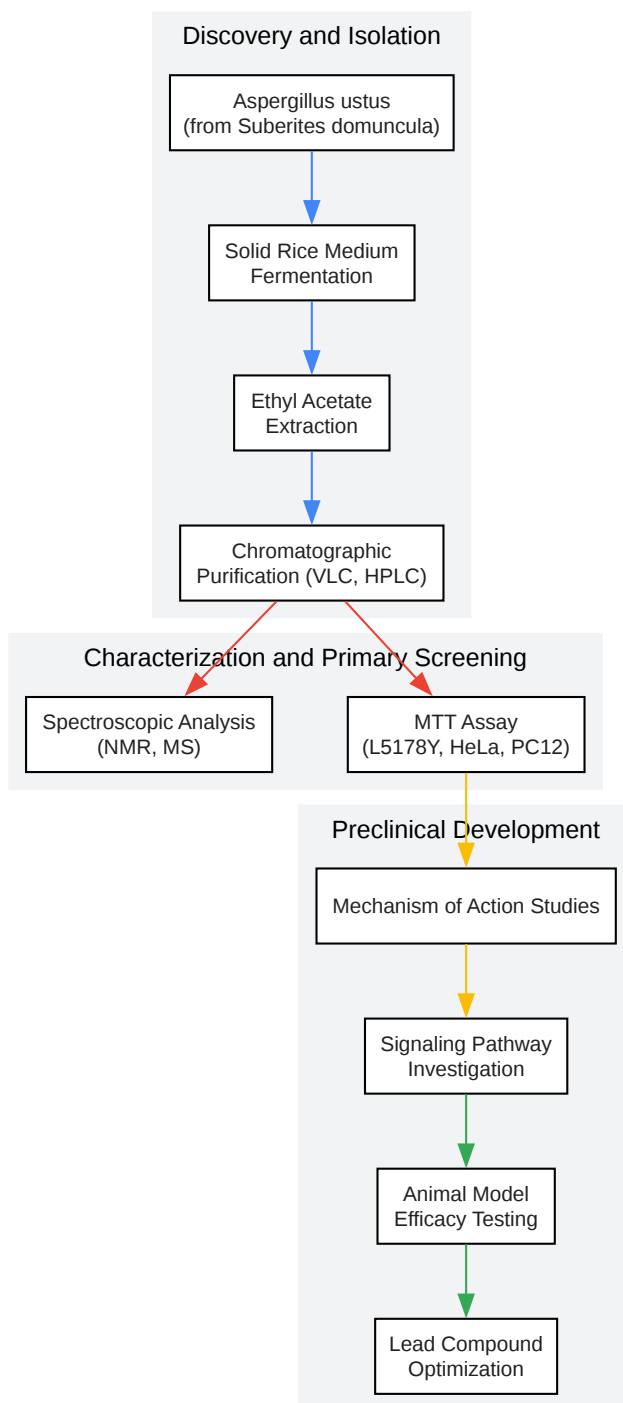 Discovery and Isolation
Aspergillus ustus
(from Suberites domuncula)
Solid Rice Medium
Fermentation
Ethyl Acetate
Extraction
Chromatographic
Purification (VLC, HPLC)
Characterization and Primary Screening
Spectroscopic Analysis
(NMR, MS)
MTT Assay
(L5178Y, HeLa, PC12)
Preclinical Development
Mechanism of Action Studies
Signaling Pathway
Investigation
Animal Model
Efficacy Testing
Lead Compound
Optimization